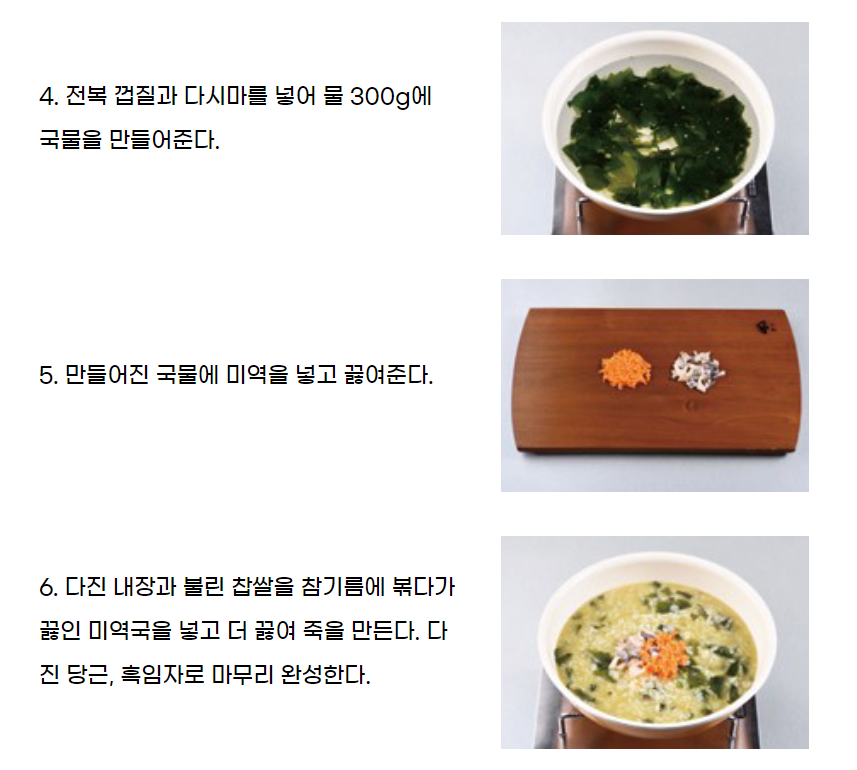 4. 전복 껍질과 다시마를 넣어 물 300g에
국물을 만들어준다.
5. 만들어진 국물에 미역을 넣고 끓여준다.
6. 다진 내장과 불린 찹쌀을 참기름에 볶다가
끓인 미역국을 넣고 더 끓여 죽을 만든다. 다
진 당근, 흑임자로 마무리 완성한다.